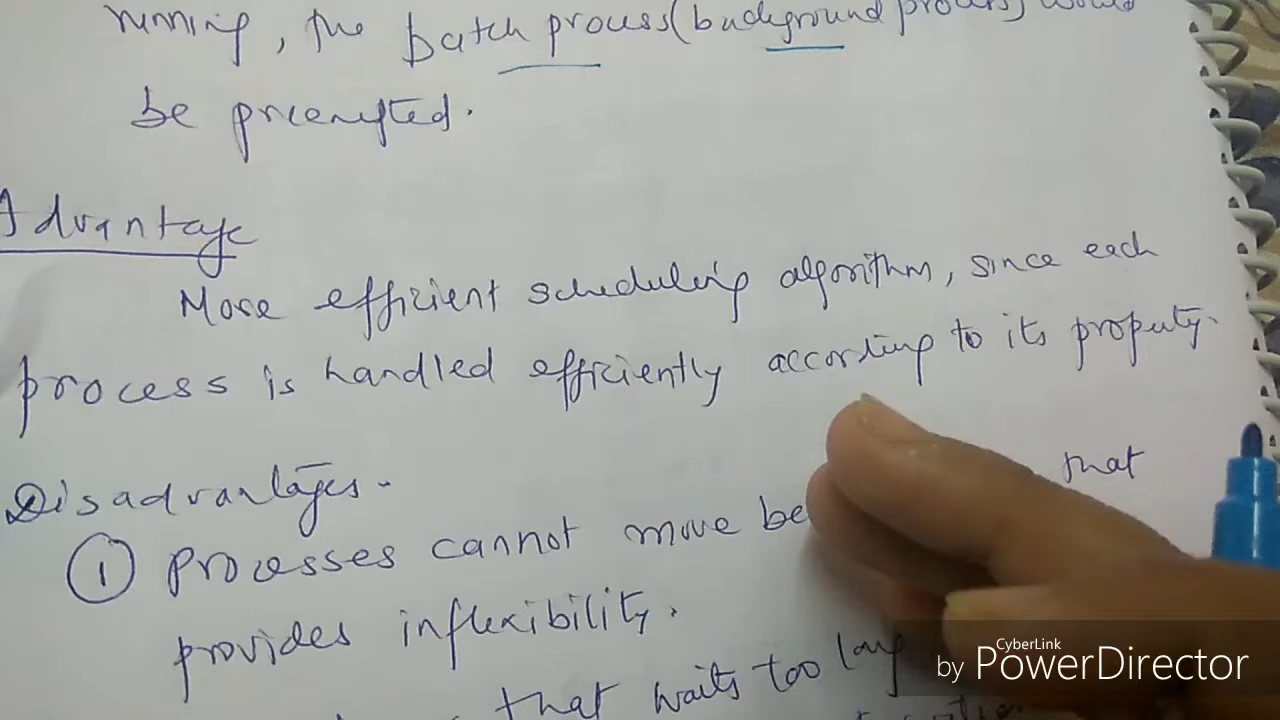 running, the batch process (background process) would
be preempted.
Advantage
More efficient scheduling algorithm, since each
process is handled efficiently according to its property.
Disadvantages.
① Processes cannot move be that
provides inflexibility.
that waits too long
CyberLink
by PowerDirector